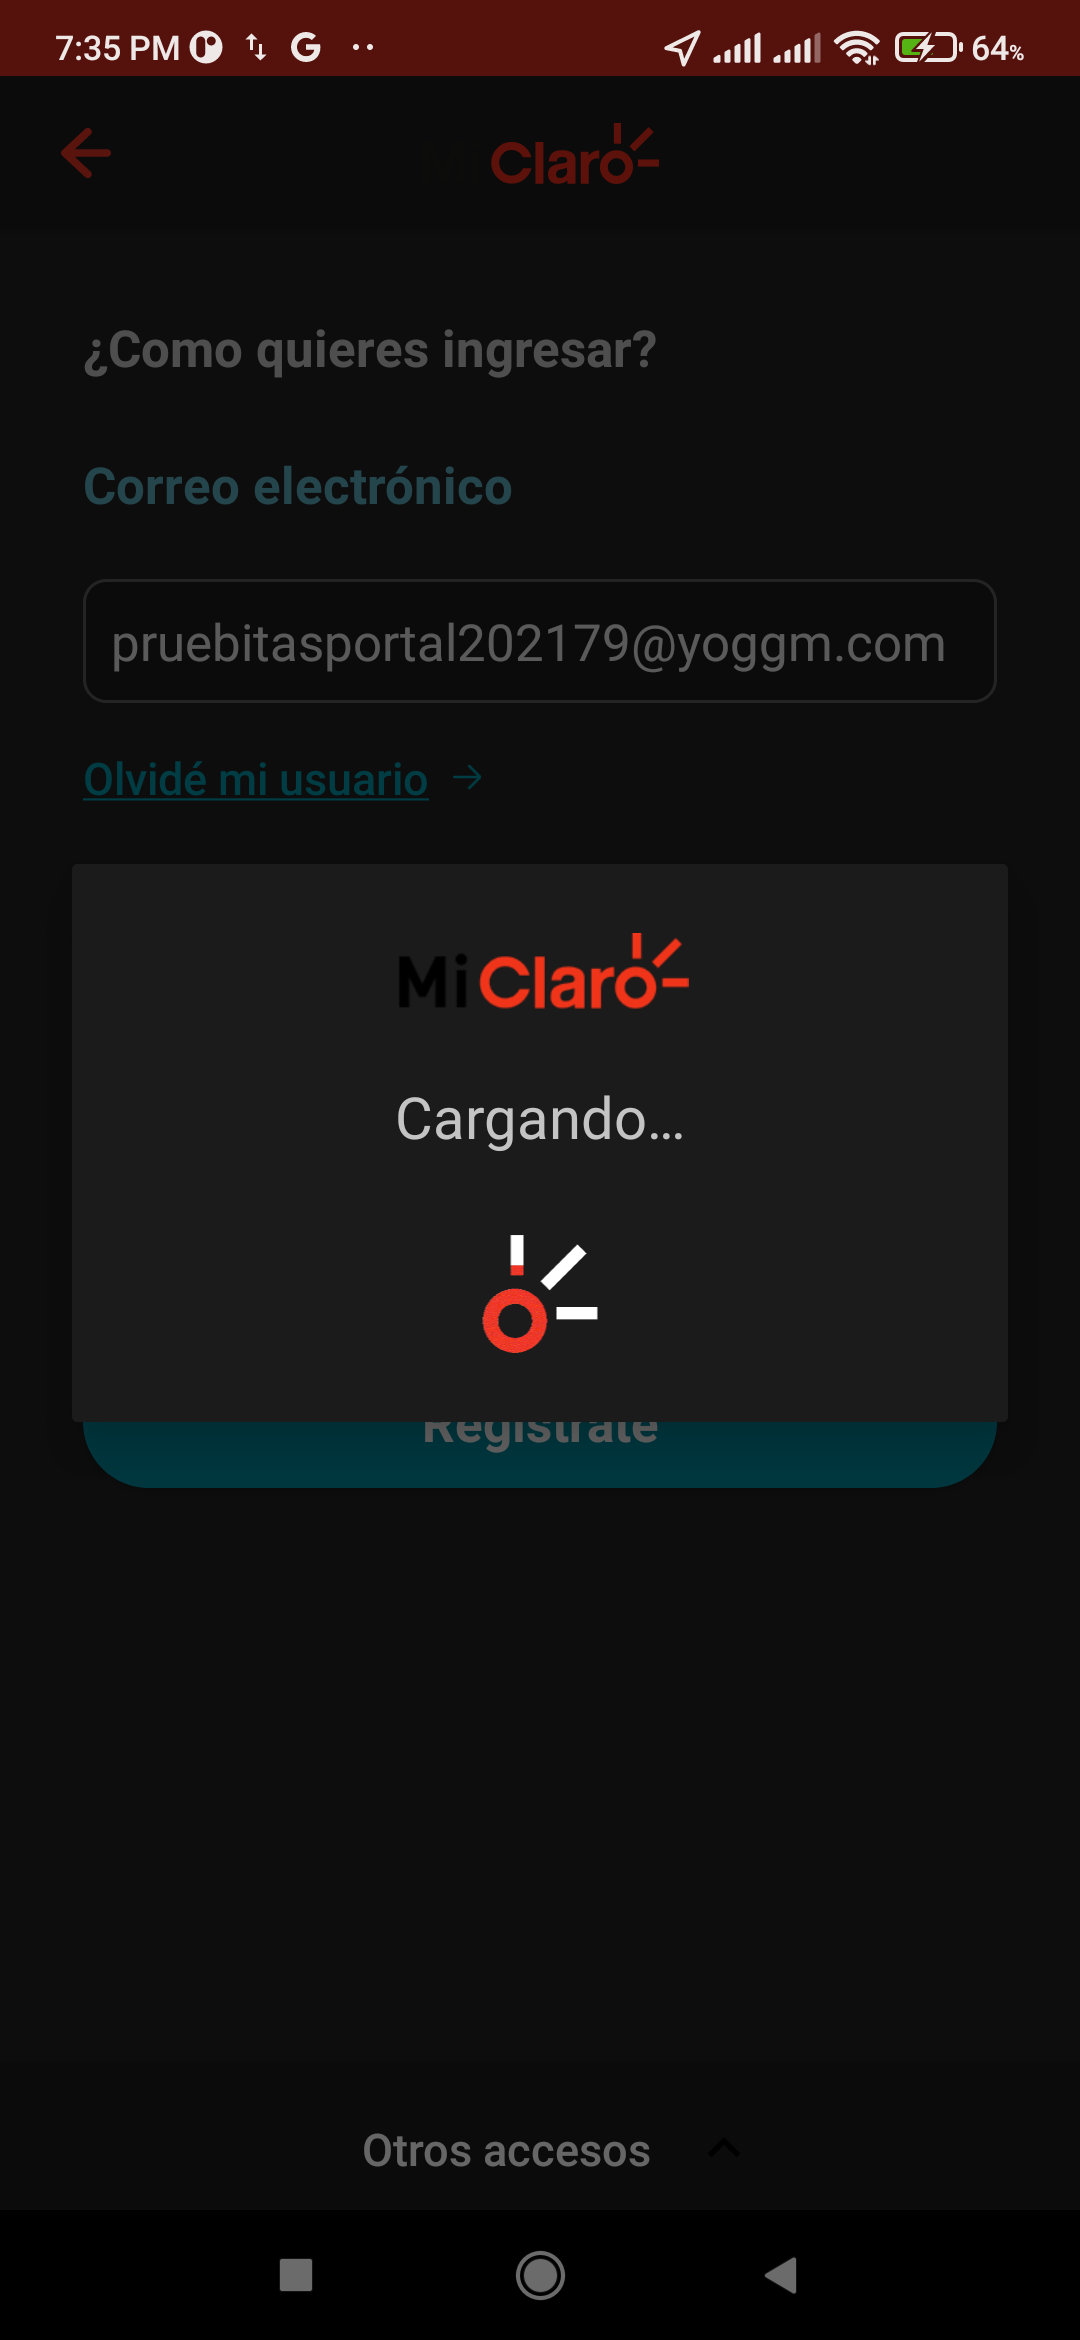 7:35 PM
64%
Mi Claro
¿Como quieres ingresar?
Correo electrónico
pruebitasportal202179@yoggm.com
Olvidé mi usuario
Mi Claro
Cargando...
Regístrate
Otros accesos